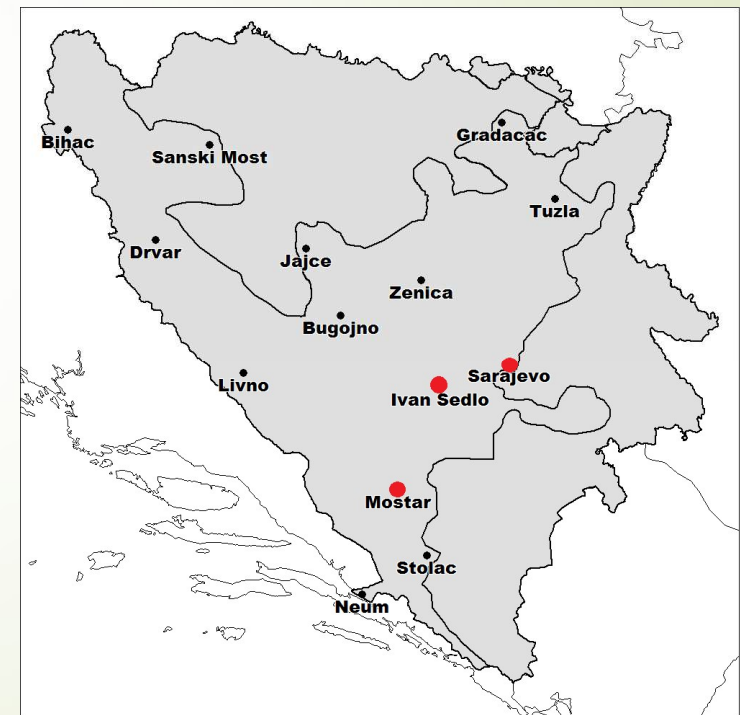 Gradacac
Bihac
Sanski Most
Tuzla
Drvar
Jajce
Zenica
Bugojno
Sarajevo
Livno
Ivan Sedlo
Mostar
Stolac
Neum